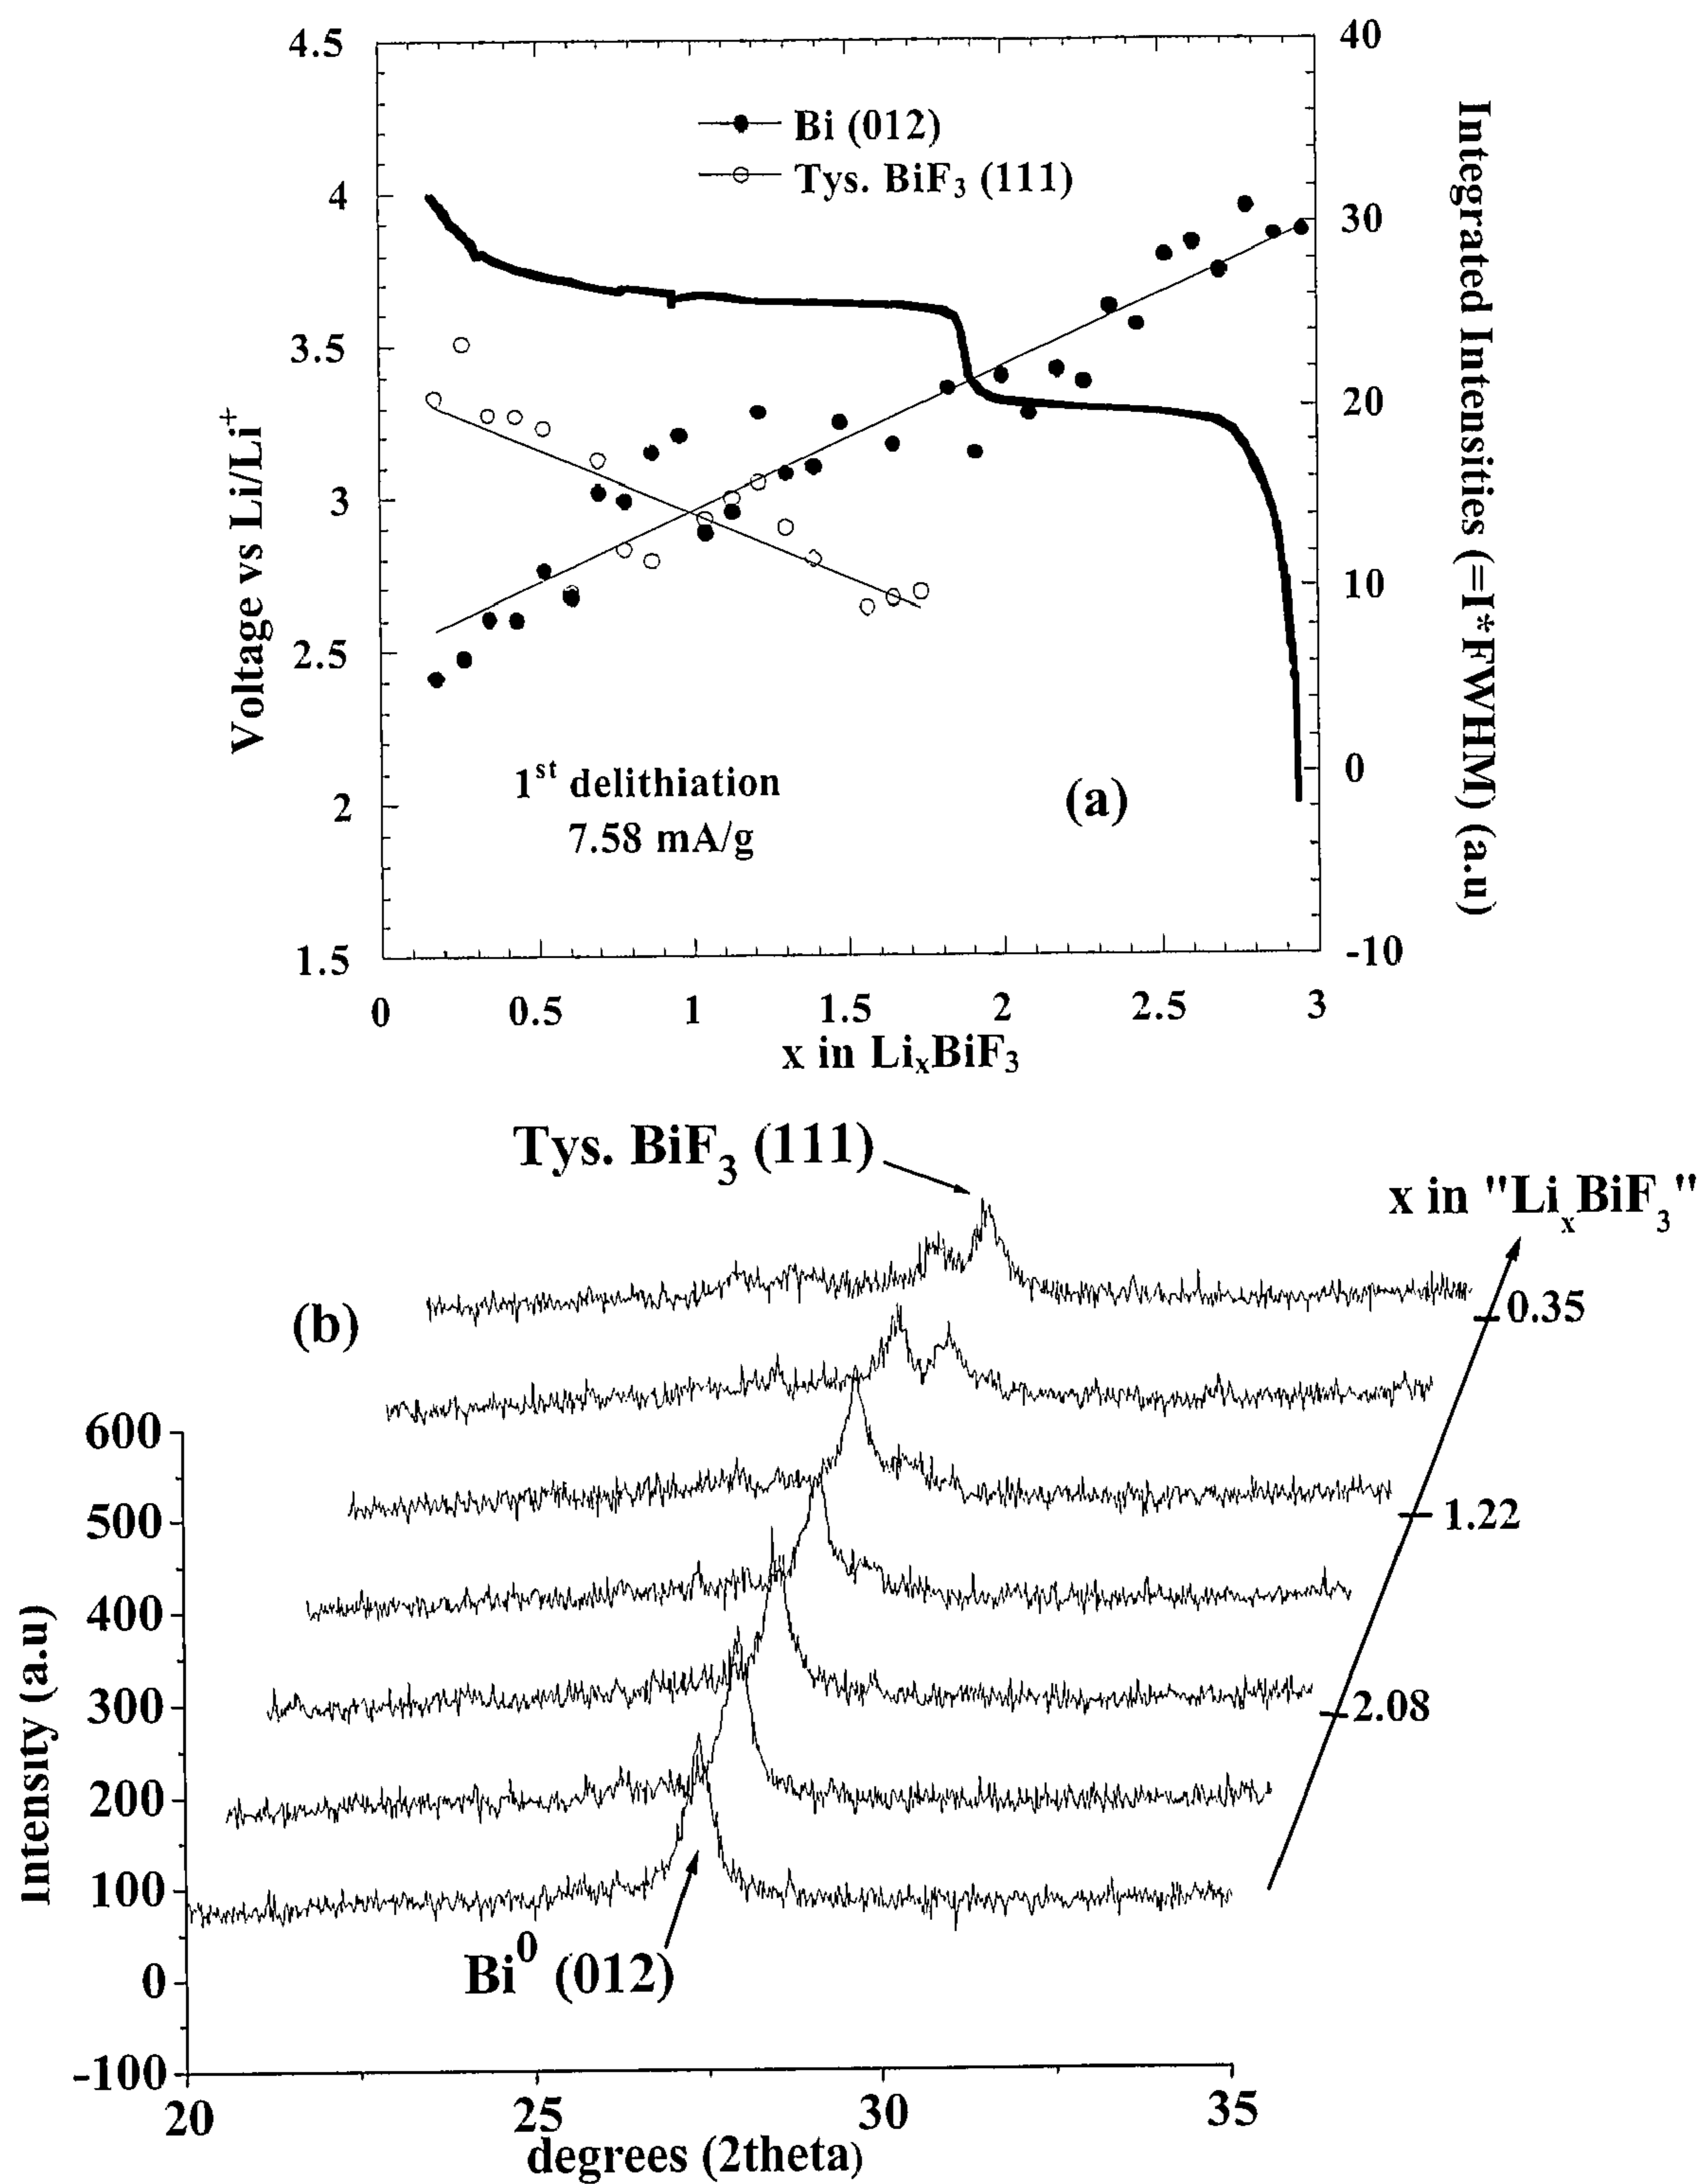 4.5
4
3.5
3
2.5
2
1.5
Voltage vs Li/Li⁺
Bi (012)
Tys. BiF₃ (111)
1ˢᵗ delithiation
7.58 mA/g
(a)
40
30
20
10
0
-10
Integrated Intensities (=I*FWHM) (a.u)
0 0.5 1 1.5 2 2.5 3
x in LiₓBiF₃
Tys. BiF₃ (111)
x in "LiₓBiF₃"
(b)
0.35
1.22
2.08
600
500
400
300
200
100
0
-100
Intensity (a.u)
Bi⁰ (012)
20 25 30 35
degrees (2theta)